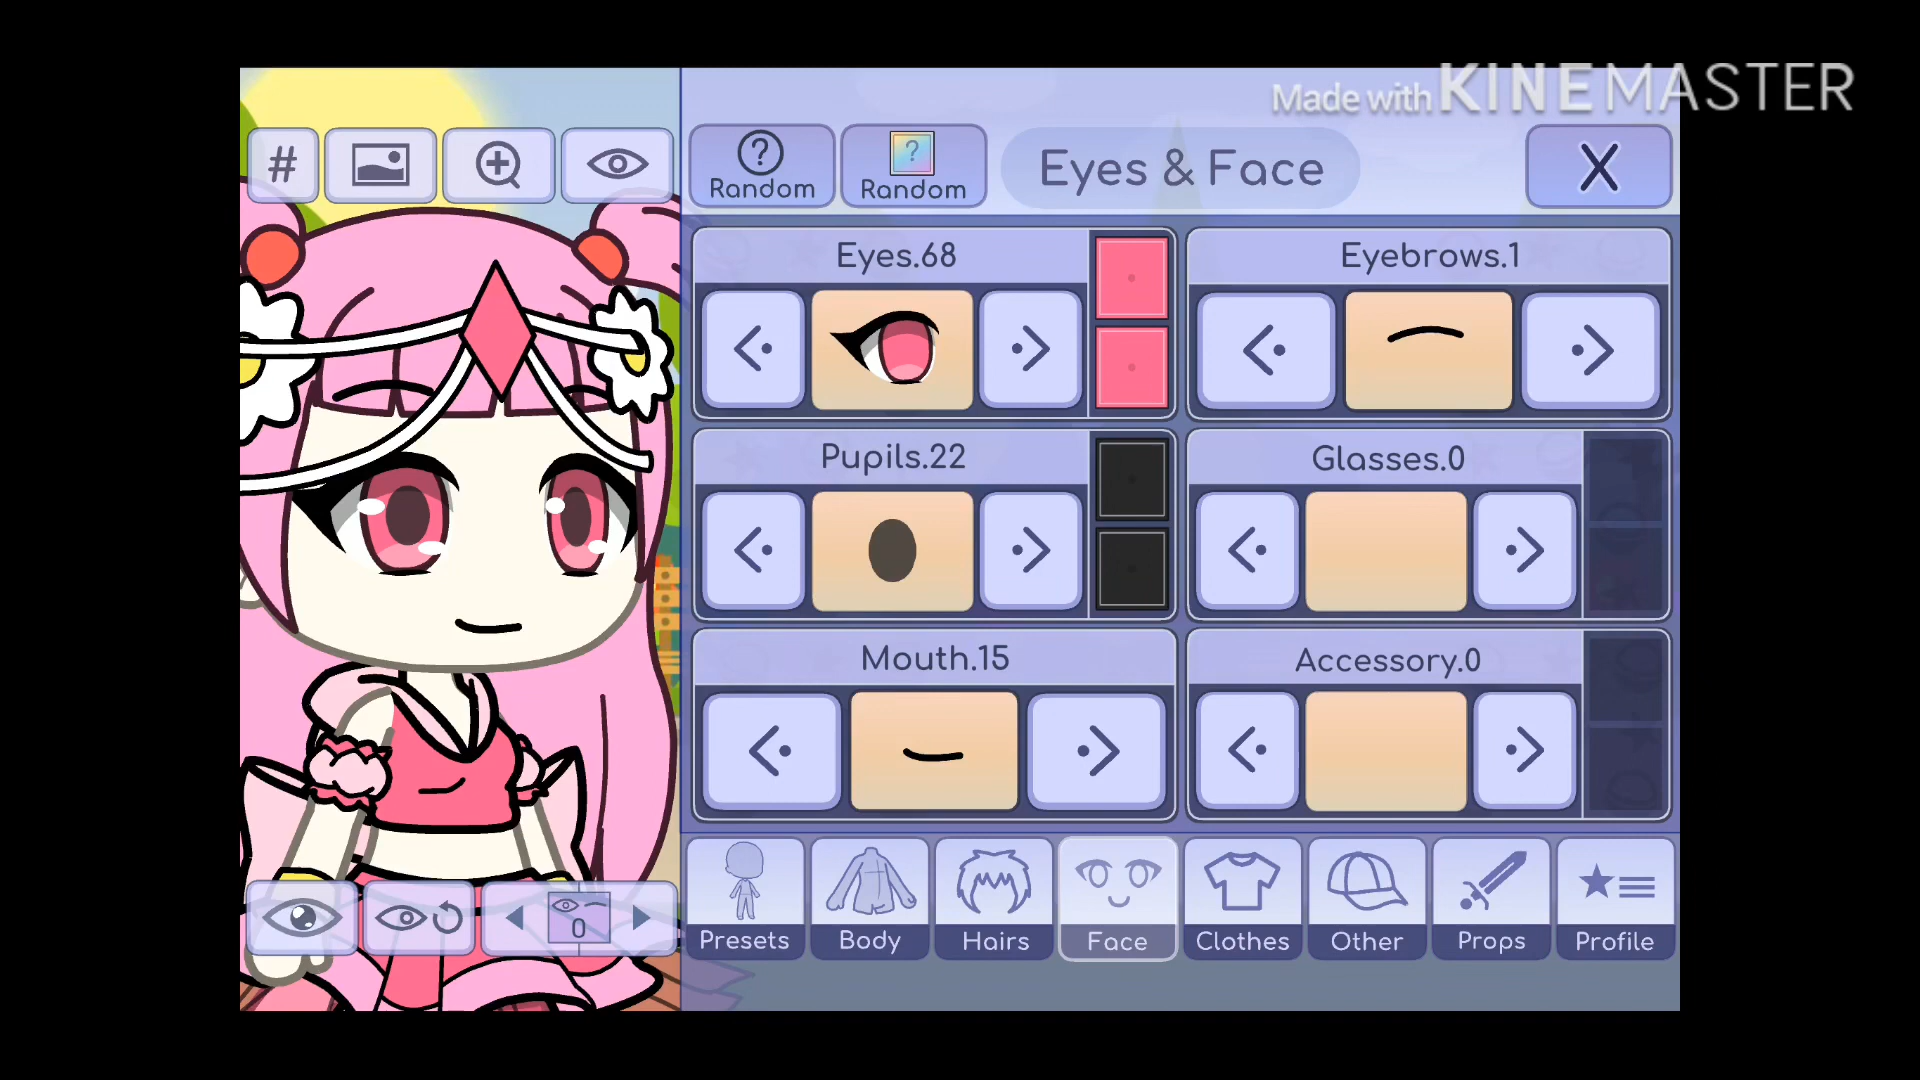 Made with KINEMASTER
#
Random
Random
Eyes & Face
X
Eyes.68
Eyebrows.1
Pupils.22
Glasses.0
Mouth.15
Accessory.0
0
Presets
Body
Hairs
Face
Clothes
Other
Props
Profile